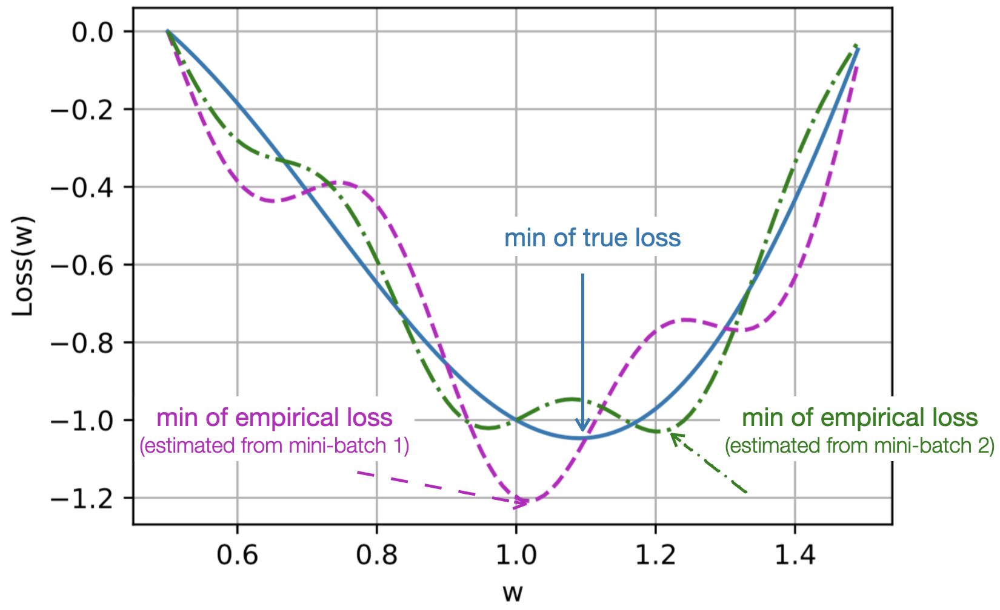 0.0
−0.2
−0.4
−0.6
−0.8
−1.0
−1.2
Loss(w)
min of true loss
min of empirical loss
(estimated from mini-batch 1)
min of empirical loss
(estimated from mini-batch 2)
0.6
0.8
1.0
1.2
1.4
w